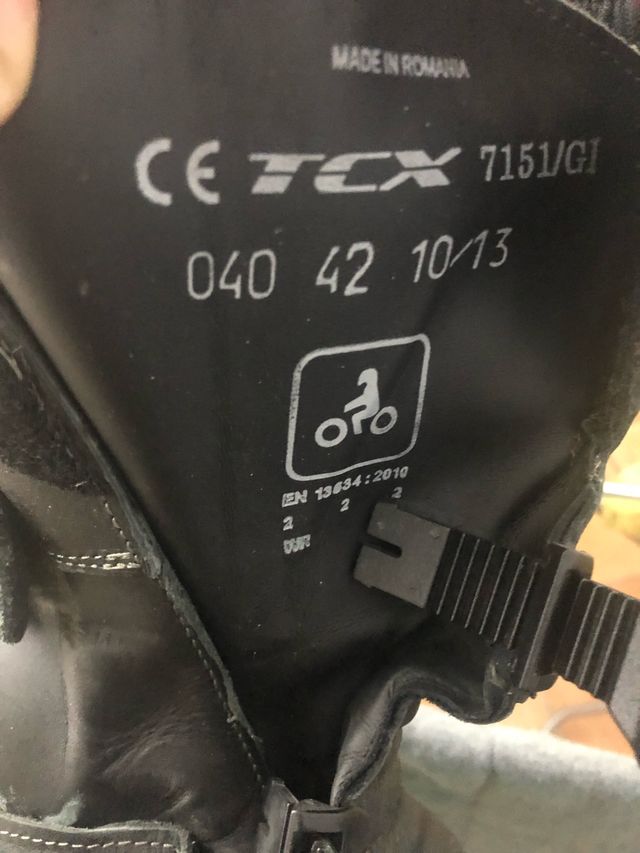 MADE IN ROMANIA
CE TCX 7151/GI
040 42 10/13
EN 13634:2010
2 2 2
WR